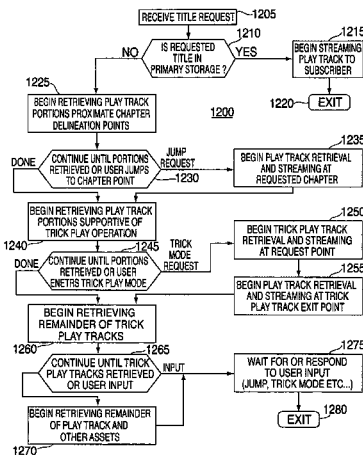 RECEIVE TITLE REQUEST
1205
1210
IS REQUESTED
TITLE IN
PRIMARY STORAGE ?
NO
YES
1215
BEGIN STREAMING
PLAY TRACK TO
SUBSCRIBER
1220
EXIT
1225
BEGIN RETRIEVING PLAY TRACK
PORTIONS PROXIMATE CHAPTER
DELINEATION POINTS
1200
DONE
CONTINUE UNTIL PORTIONS
RETRIEVED OR USER JUMPS
TO CHAPTER POINT
1230
JUMP
REQUEST
1235
BEGIN PLAY TRACK RETRIEVAL
AND STREAMING AT
REQUESTED CHAPTER
BEGIN RETRIEVING PLAY TRACK
PORTIONS SUPPORTIVE OF
TRICK PLAY OPERATION
1240
1245
DONE
CONTINUE UNTIL PORTIONS
RETRIEVED OR USER
ENETRS TRICK PLAY MODE
TRICK
MODE
REQUEST
1250
BEGIN TRICK PLAY TRACK
RETRIEVAL AND STREAMING
AT REQUEST POINT
1255
BEGIN PLAY TRACK RETRIEVAL
AND STREAMING AT TRICK
PLAY TRACK EXIT POINT
BEGIN RETRIEVING
REMAINDER OF TRICK
PLAY TRACKS
1260
1265
CONTINUE UNTIL TRICK
PLAY TRACKS RETRIEVED
OR USER INPUT
INPUT
1275
WAIT FOR OR RESPOND
TO USER INPUT
(JUMP, TRICK MODE ETC...)
1280
EXIT
BEGIN RETRIEVING REMAINDER
OF PLAY TRACK AND
OTHER ASSETS
1270